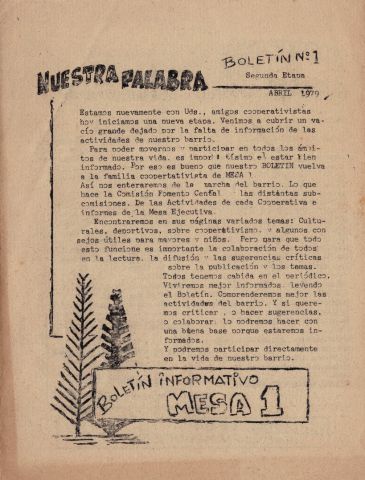 BOLETÍN Nº 1
NUESTRA PALABRA
Segunda Etapa
ABRIL 1979
Estamos nuevamente con Uds., amigos cooperativistas
hoy iniciamos una nueva etapa. Venimos a cubrir un va-
cío grande dejado por la falta de información de las
actividades de nuestro barrio.
Para poder movernos y participar en todos los ámbi-
tos de nuestra vida, es importantísimo el estar bien
informado. Por eso es bueno que nuestro BOLETIN vuelva
a la familia cooperativista de MESA 1.
Así nos enteraremos de la marcha del barrio. Lo que
hace la Comisión Fomento Central las distintas sub-
comisiones. De las Actividades de cada Cooperativa e
informes de la Mesa Ejecutiva.
Encontraremos en sus páginas variados temas: Cultu-
rales, deportivos, sobre cooperativismo, y algunos con
sejos útiles para mayores y niños. Pero para que todo
esto funcione es importante la colaboración de todos
en la lectura, la difusión y las sugerencias críticas
sobre la publicación y los temas.
Todos tenemos cabida en el periódico.
Viviremos mejor informados leyendo
el Boletín. Comprenderemos mejor las
actividades del barrio. Y si quere-
mos criticar, o hacer sugerencias,
o colaborar, lo podremos hacer con
una buena base porque estaremos in-
formados.
Y podremos participar directamente
en la vida de nuestro barrio.
BOLETÍN INFORMATIVO
MESA 1